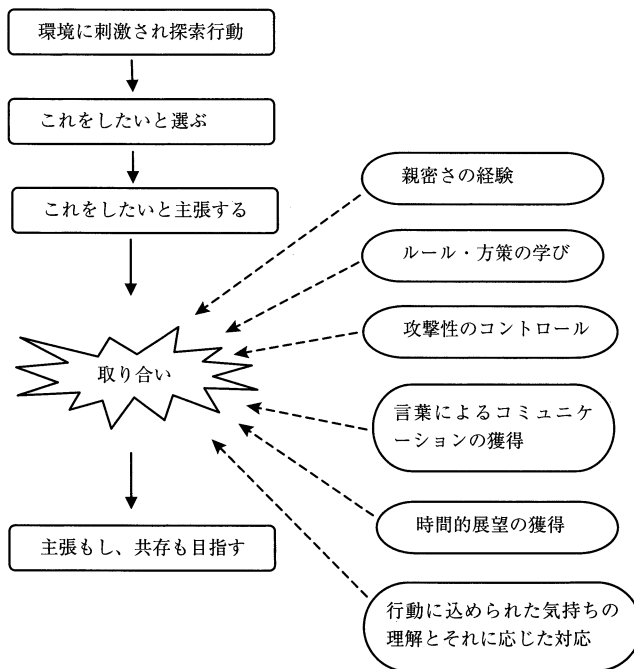 環境に刺激され探索行動
これをしたいと選ぶ
これをしたいと主張する
取り合い
主張もし、共存も目指す
親密さの経験
ルール・方策の学び
攻撃性のコントロール
言葉によるコミュニケ
ーションの獲得
時間的展望の獲得
行動に込められた気持ちの
理解とそれに応じた対応